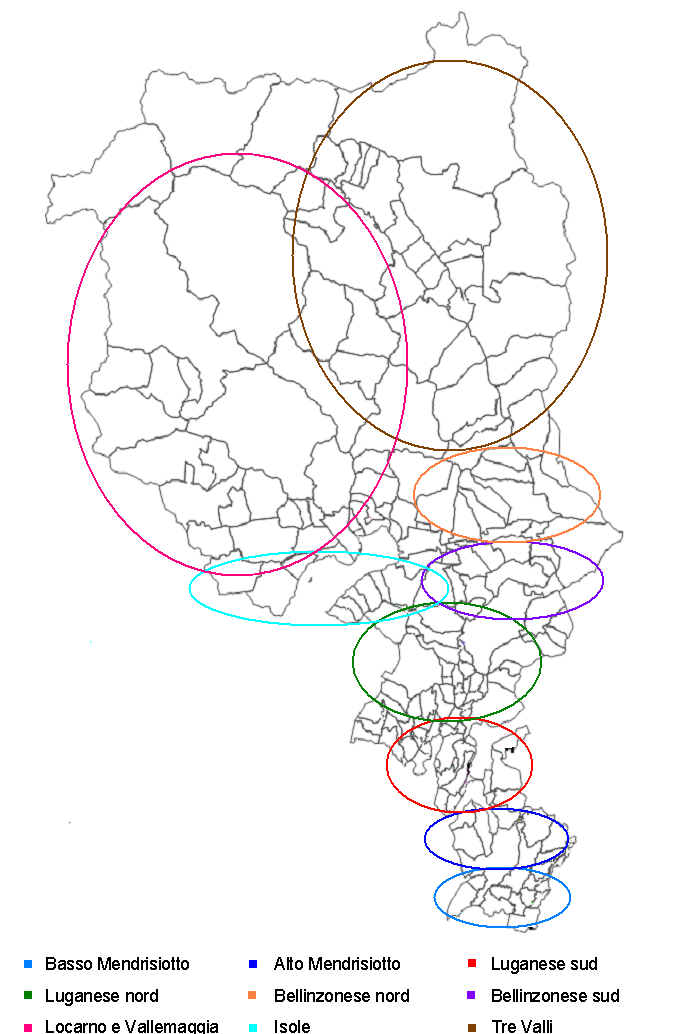 Basso Mendrisiotto Alto Mendrisiotto Luganese sud
Luganese nord Bellinzonese nord Bellinzonese sud
Locarno e Vallemaggia Isole Tre Valli